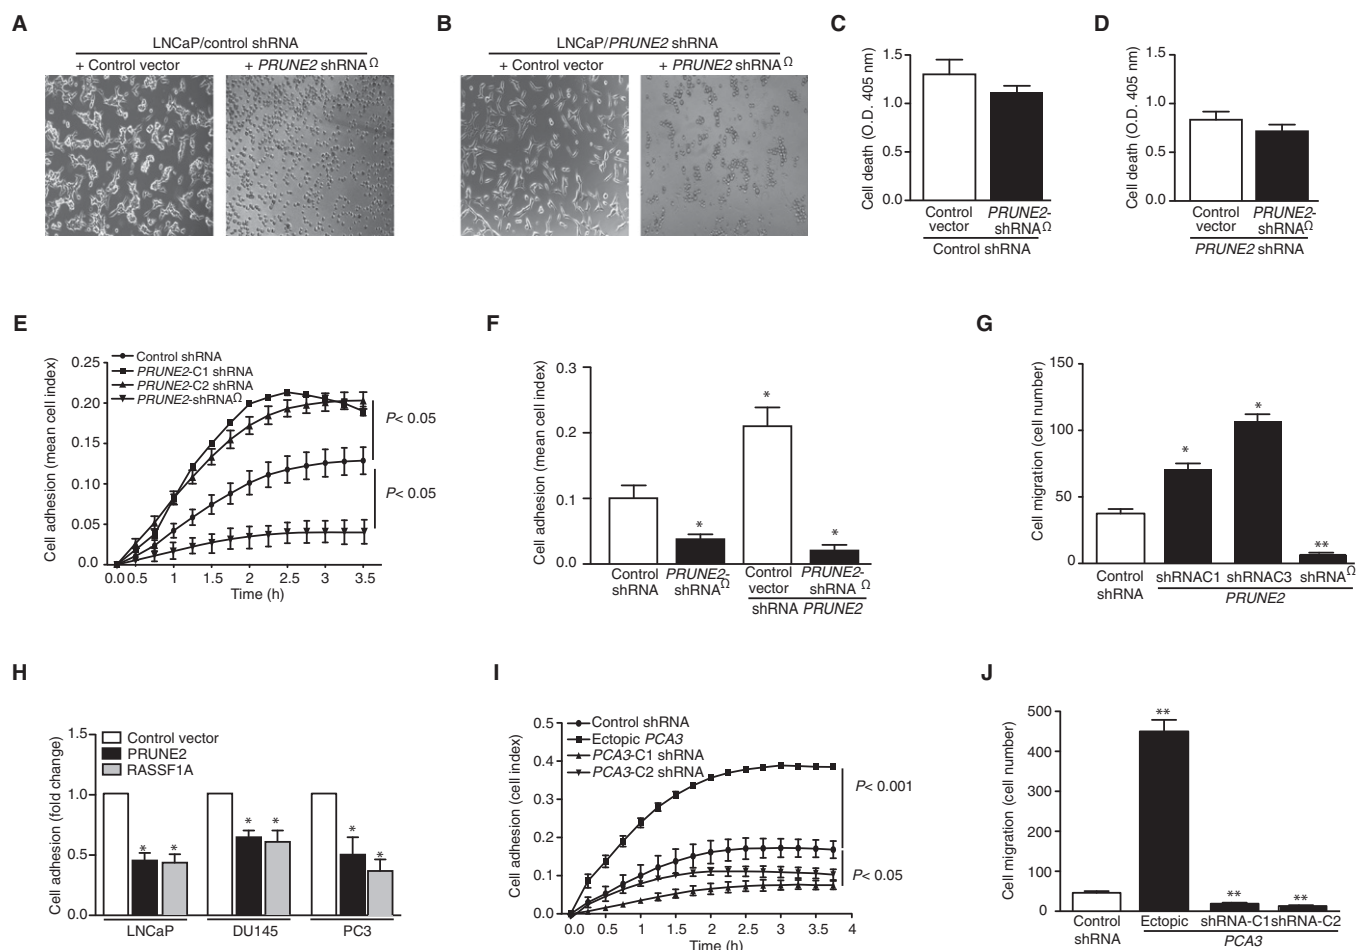 A
LNCaP/control shRNA
+ Control vector
+ PRUNE2 shRNAΩ
B
LNCaP/PRUNE2 shRNA
+ Control vector
+ PRUNE2 shRNAΩ
C
Cell death (O.D. 405 nm)
1.5
1.0
0.5
0.0
Control vector
PRUNE2-shRNAΩ
Control shRNA
D
Cell death (O.D. 405 nm)
1.5
1.0
0.5
0.0
Control vector
PRUNE2-shRNAΩ
PRUNE2 shRNA
E
Cell adhesion (mean cell index)
0.25
0.20
0.15
0.10
0.05
0.0
Control shRNA
PRUNE2-C1 shRNA
PRUNE2-C2 shRNA
PRUNE2-shRNAΩ
P< 0.05
P< 0.05
0.0 0.5 1 1.5 2 2.5 3 3.5
Time (h)
F
Cell adhesion (mean cell index)
0.3
0.2
0.1
0.0
*
*
*
Control shRNA
PRUNE2-shRNAΩ
Control vector
PRUNE2-shRNA Ω
shRNA PRUNE2
G
Cell migration (cell number)
150
100
50
0
*
*
**
Control shRNA
shRNAC1
shRNAC3
shRNAΩ
PRUNE2
H
Cell adhesion (fold change)
1.5
1.0
0.5
0.0
Control vector
PRUNE2
RASSF1A
* *
* *
* *
LNCaP
DU145
PC3
I
Cell adhesion (cell index)
0.5
0.4
0.3
0.2
0.1
0.0
Control shRNA
Ectopic PCA3
PCA3-C1 shRNA
PCA3-C2 shRNA
P< 0.001
P< 0.05
0.0 0.5 1 1.5 2 2.5 3 3.5 4
Time (h)
J
Cell migration (cell number)
500
400
300
200
100
0
**
**
**
Control shRNA
Ectopic
shRNA-C1
shRNA-C2
PCA3